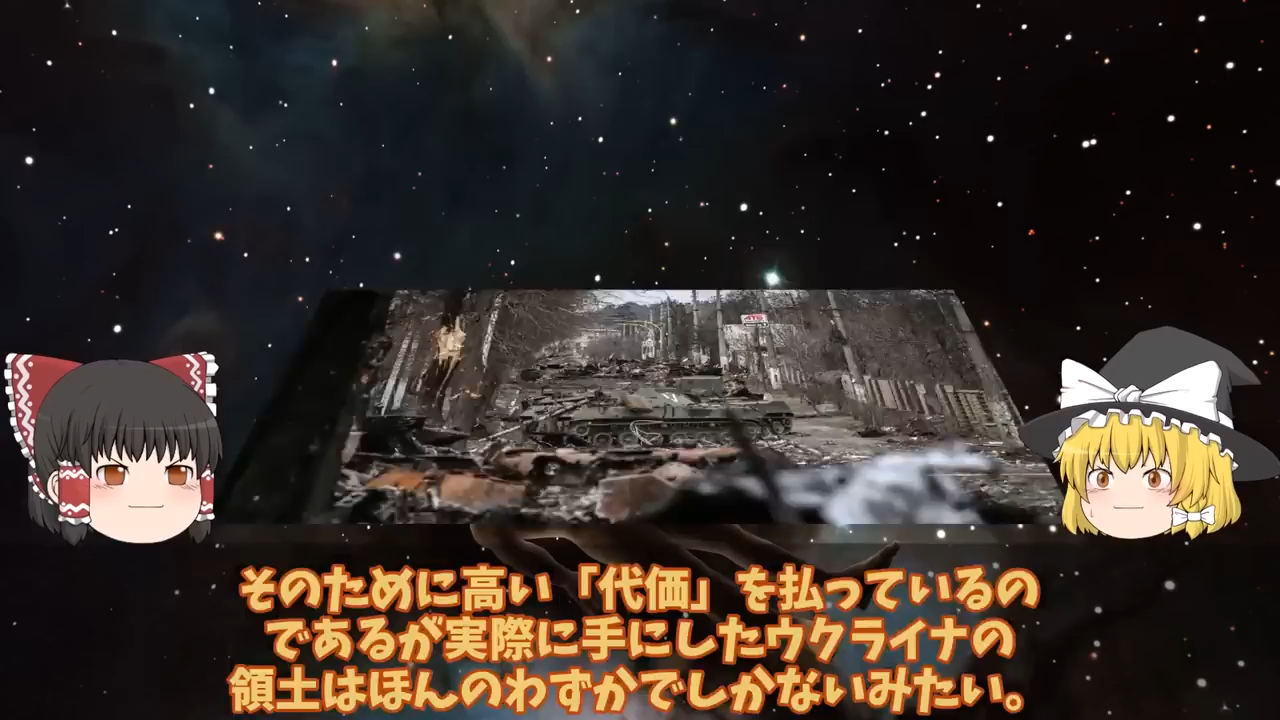 АТБ
V
そのために高い「代価」を払っているの
であるが実際に手にしたウクライナの
領土はほんのわずかでしかないみたい。